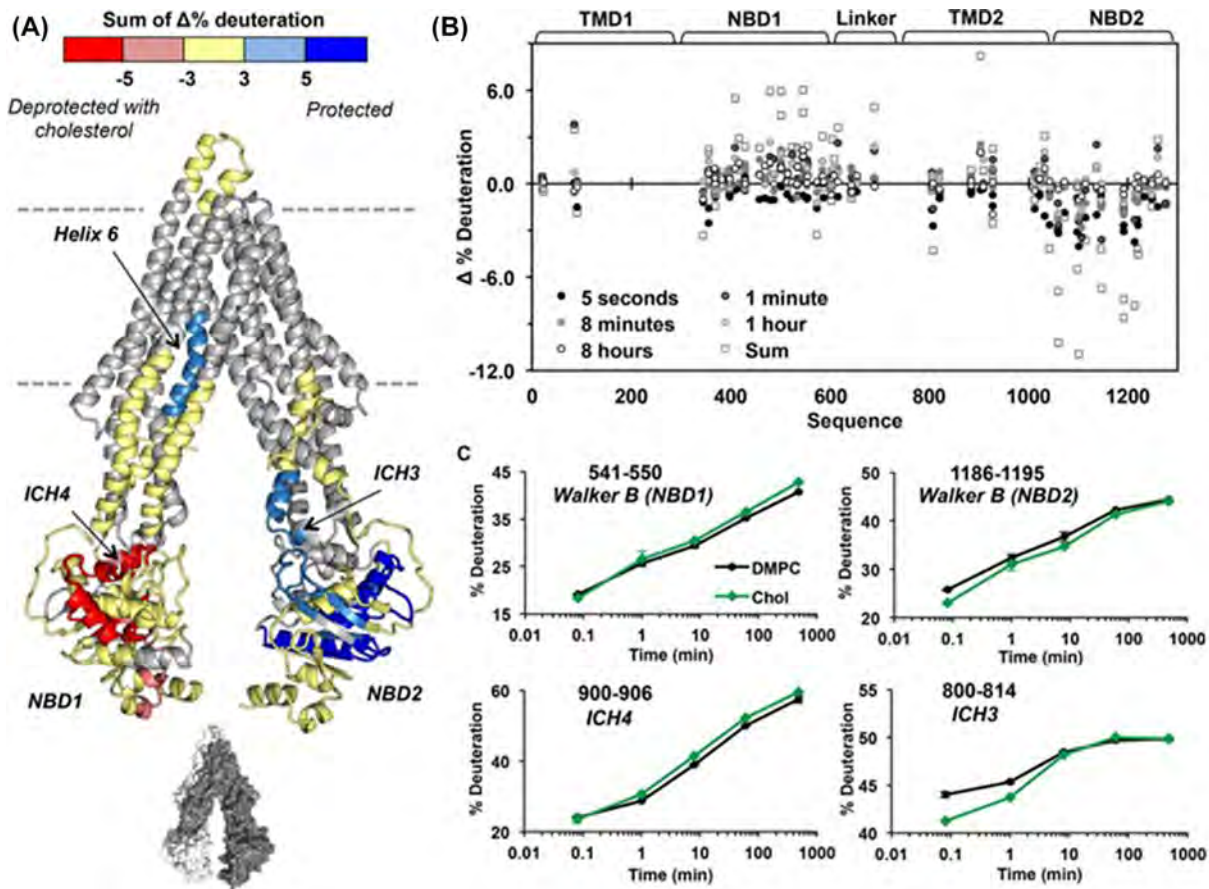 (A)
Sum of Δ% deuteration
-5 -3 3 5
Deprotected with
cholesterol
Protected
Helix 6
ICH4
ICH3
NBD1
NBD2
(B)
TMD1 NBD1 Linker TMD2 NBD2
6.0
0.0
-6.0
-12.0
Δ % Deuteration
5 seconds 1 minute
8 minutes 1 hour
8 hours Sum
0 200 400 600 800 1000 1200
Sequence
C
45
35
25
15
% Deuteration
541-550
Walker B (NBD1)
DMPC
Chol
0.01 0.1 1 10 100 1000
Time (min)
50
40
30
20
% Deuteration
1186-1195
Walker B (NBD2)
0.01 0.1 1 10 100 1000
Time (min)
60
40
20
% Deuteration
900-906
ICH4
0.01 0.1 1 10 100 1000
Time (min)
55
50
45
40
% Deuteration
800-814
ICH3
0.01 0.1 1 10 100 1000
Time (min)